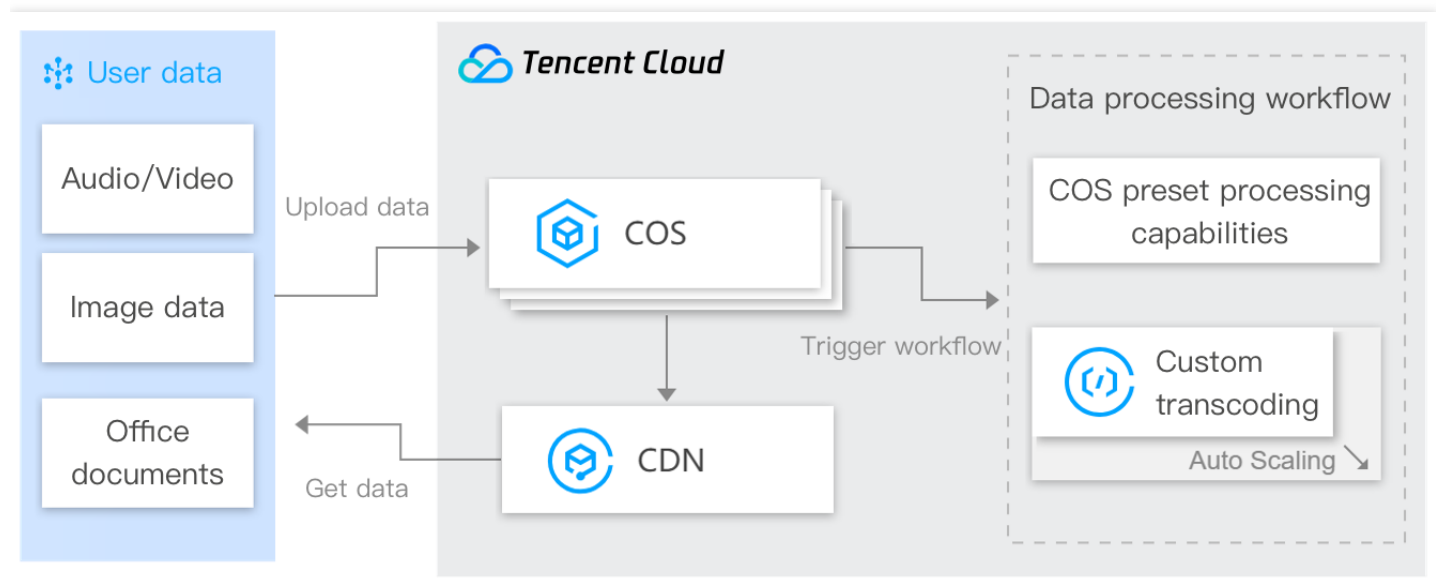 User data
Audio/Video
Image data
Office
documents
Upload data
Get data
Tencent Cloud
COS
CDN
Trigger workflow
Data processing workflow
COS preset processing
capabilities
Custom
transcoding
Auto Scaling